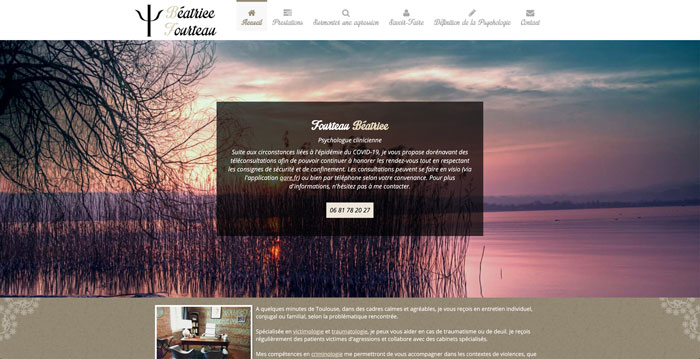 Béatrice
Tourteau
Accueil
Prestations
Surmonter une agression
Savoir-Faire
Définition de la Psychologie
Contact
Tourteau Béatrice
Psychologue clinicienne
Suite aux circonstances liées à l'épidémie du COVID-19, je vous propose dorénavant des
téléconsultations afin de pouvoir continuer à honorer les rendez-vous tout en respectant
les consignes de sécurité et de confinement. Les consultations peuvent se faire en visio (via
l'application qare.fr) ou bien par téléphone selon votre convenance. Pour plus
d'informations, n'hésitez pas à me contacter.
06 81 78 20 27
A quelques minutes de Toulouse, dans des cadres calmes et agréables, je vous reçois en entretien individuel,
conjugal ou familial, selon la problématique rencontrée.
Spécialisée en victimologie et traumatologie, je peux vous aider en cas de traumatisme ou de deuil. Je reçois
régulièrement des patients victimes d'agressions et collabore avec des cabinets spécialisés.
Mes compétences en criminologie me permettront de vous accompagner dans les contextes de violences, que